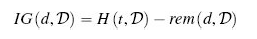 IG(d, 𝒟) = H(t, 𝒟) − rem(d, 𝒟)